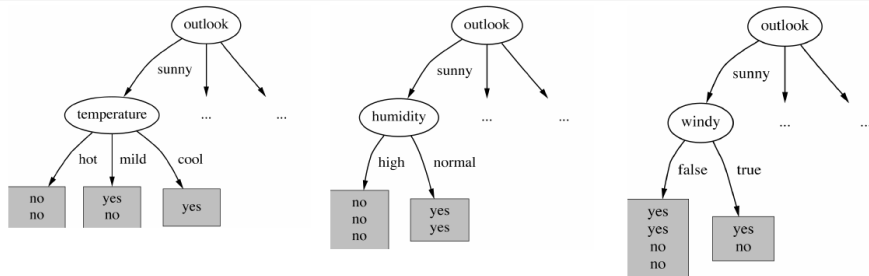 outlook
sunny
temperature
...
...
hot
mild
cool
no
no
yes
no
yes
outlook
sunny
humidity
...
...
high
normal
no
no
no
yes
yes
outlook
sunny
windy
...
...
false
true
yes
yes
no
no
yes
no